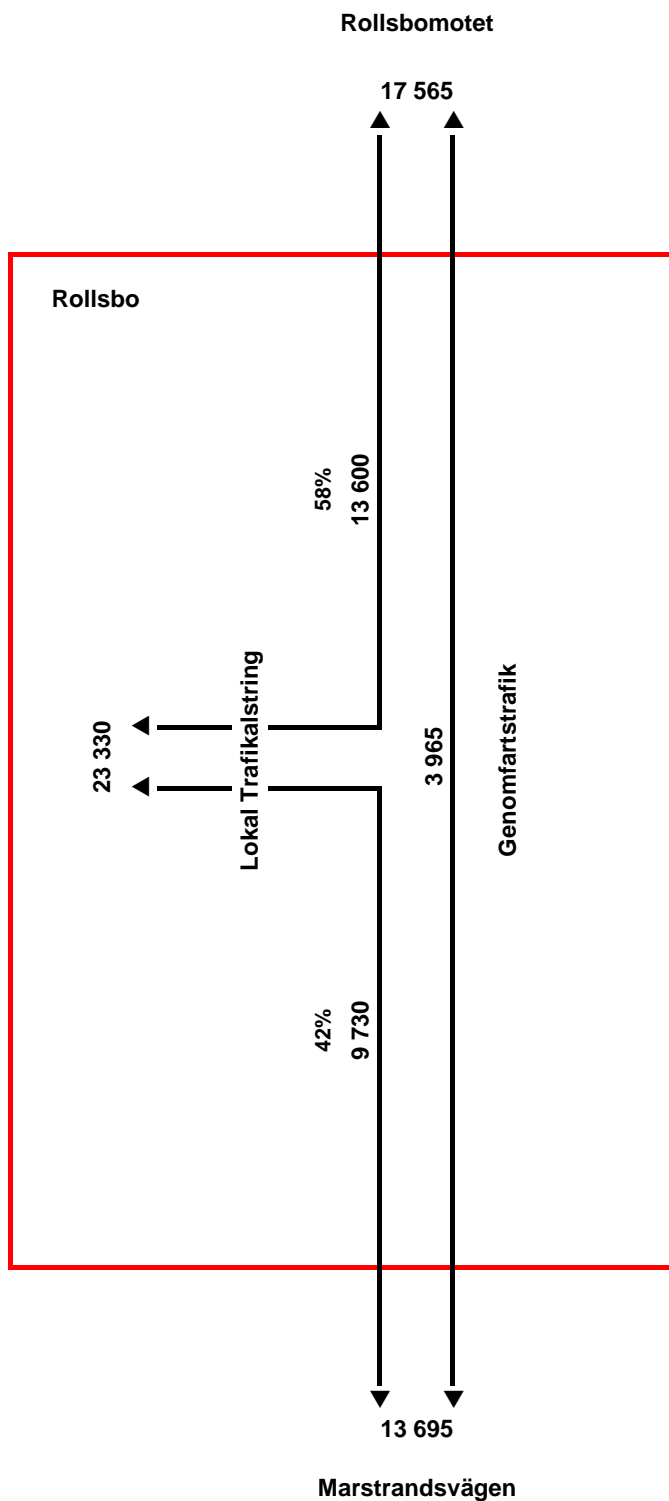 Rollsbomotet
17 565
Rollsbo
58%
13 600
Lokal Trafikalstring
23 330
3 965
Genomfartstrafik
42%
9 730
13 695
Marstrandsvägen